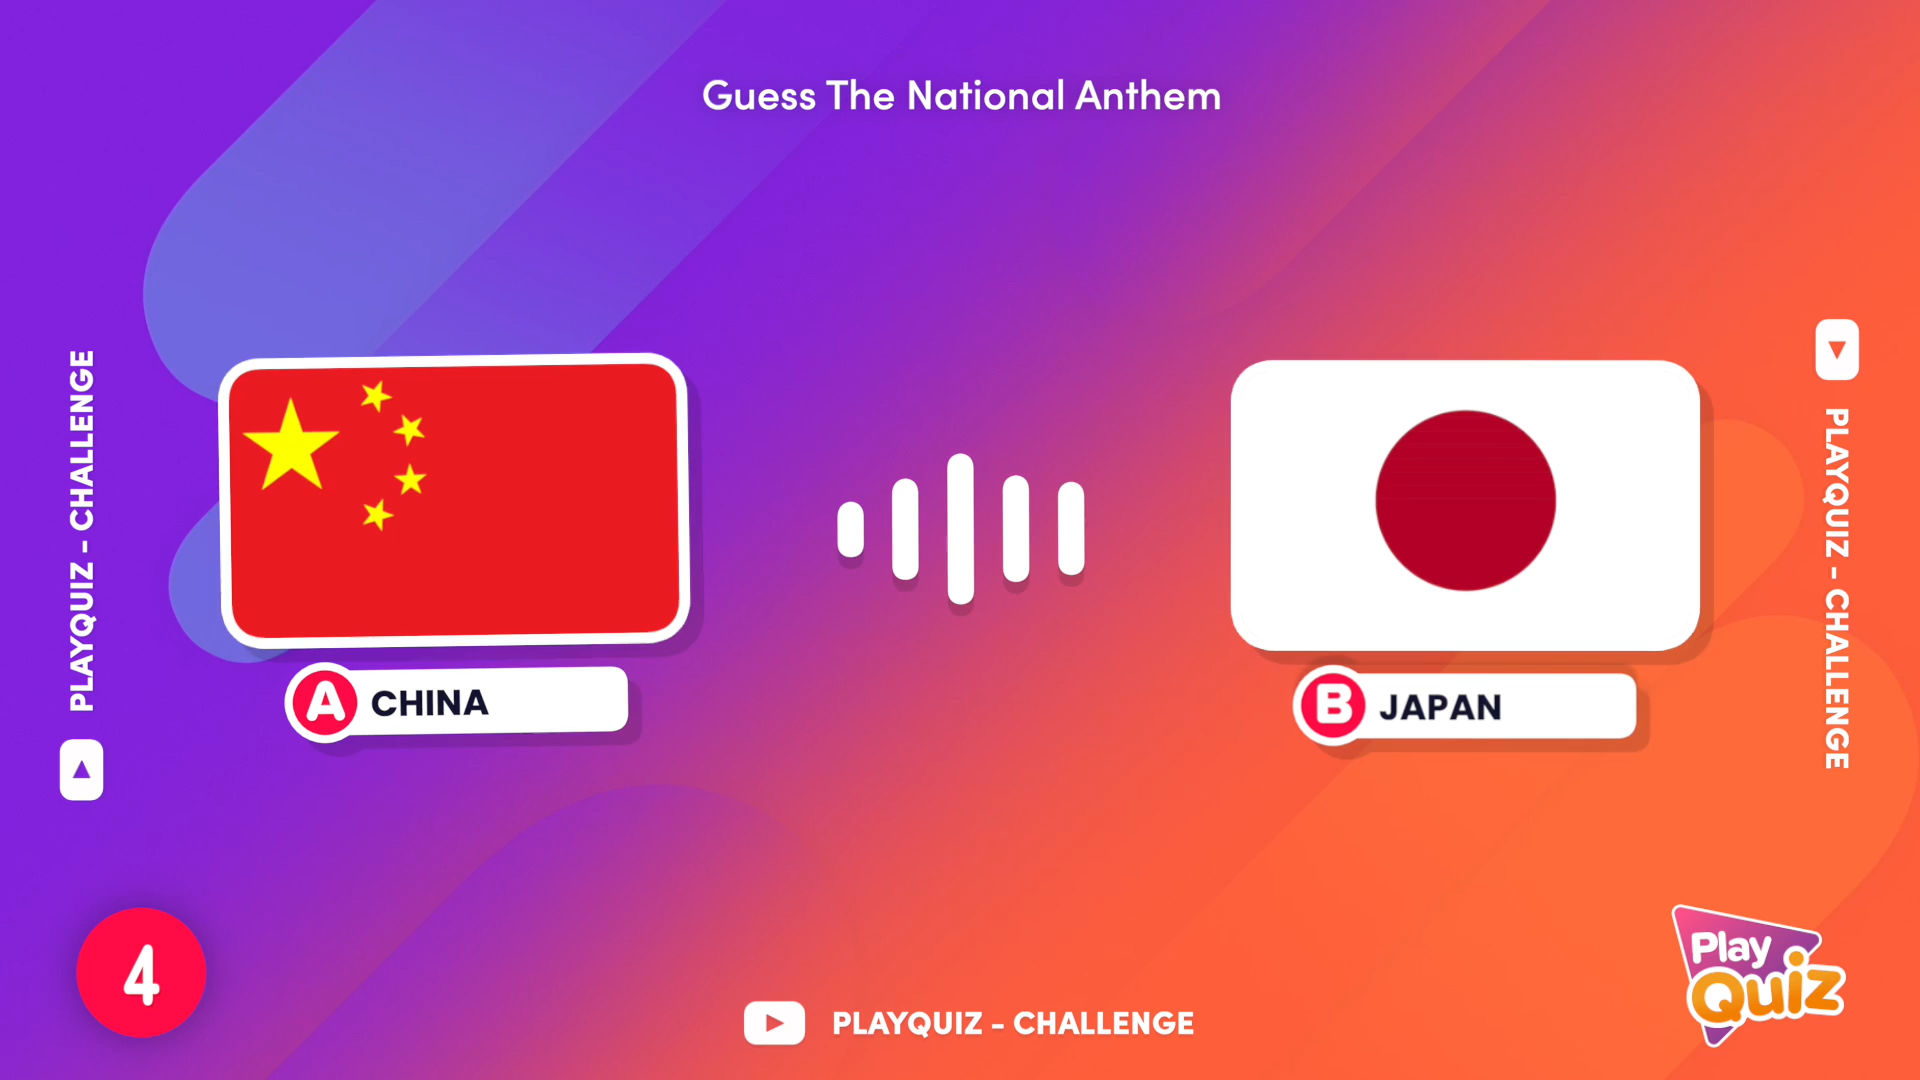 Guess The National Anthem
PLAYQUIZ - CHALLENGE
PLAYQUIZ - CHALLENGE
A CHINA
B JAPAN
4
PLAYQUIZ - CHALLENGE
Play
Quiz